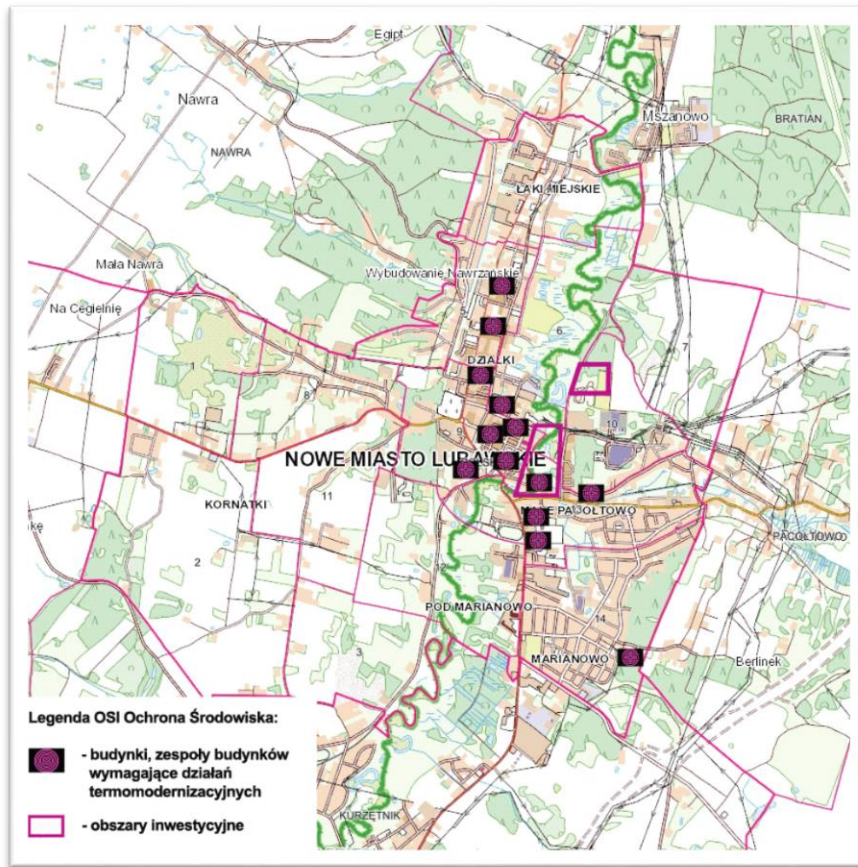 Egipt
Nawra
Mszanowo
BRATIAN
NAWRA
ŁĄKI MIEJSKIE
Mała Nawra
Wybudowanie Nawrzańskie
Na Cegielnię
6
7
DZIAŁKI
1
8
10
9
NOWE MIASTO LUBAWSKIE
KORNATKI
11
PACOŁTOWO
PACÓŁTOWO
2
12
POD MARIANOWO
14
3
MARIANOWO
Berlinek
Legenda OSI Ochrona Środowiska:
- budynki, zespoły budynków
wymagające działań
termomodernizacyjnych
- obszary inwestycyjne
KURZĘTNIK